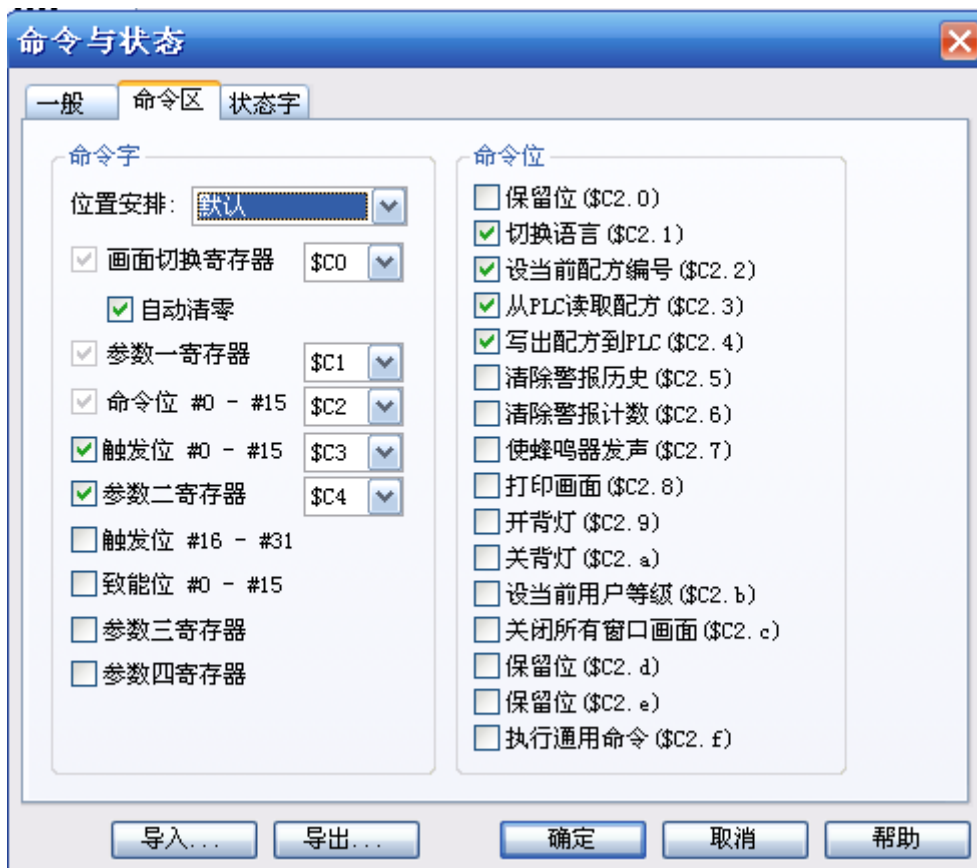 命令与状态
一般 命令区 状态字
命令字
位置安排: 默认
画面切换寄存器 $C0
自动清零
参数一寄存器 $C1
命令位 #0 - #15 $C2
触发位 #0 - #15 $C3
参数二寄存器 $C4
触发位 #16 - #31
致能位 #0 - #15
参数三寄存器
参数四寄存器
命令位
保留位($C2.0)
切换语言($C2.1)
设当前配方编号($C2.2)
从PLC读取配方($C2.3)
写出配方到PLC($C2.4)
清除警报历史($C2.5)
清除警报计数($C2.6)
使蜂鸣器发声($C2.7)
打印画面($C2.8)
开背灯($C2.9)
关背灯($C2.a)
设当前用户等级($C2.b)
关闭所有窗口画面($C2.c)
保留位($C2.d)
保留位($C2.e)
执行通用命令($C2.f)
导入... 导出... 确定 取消 帮助